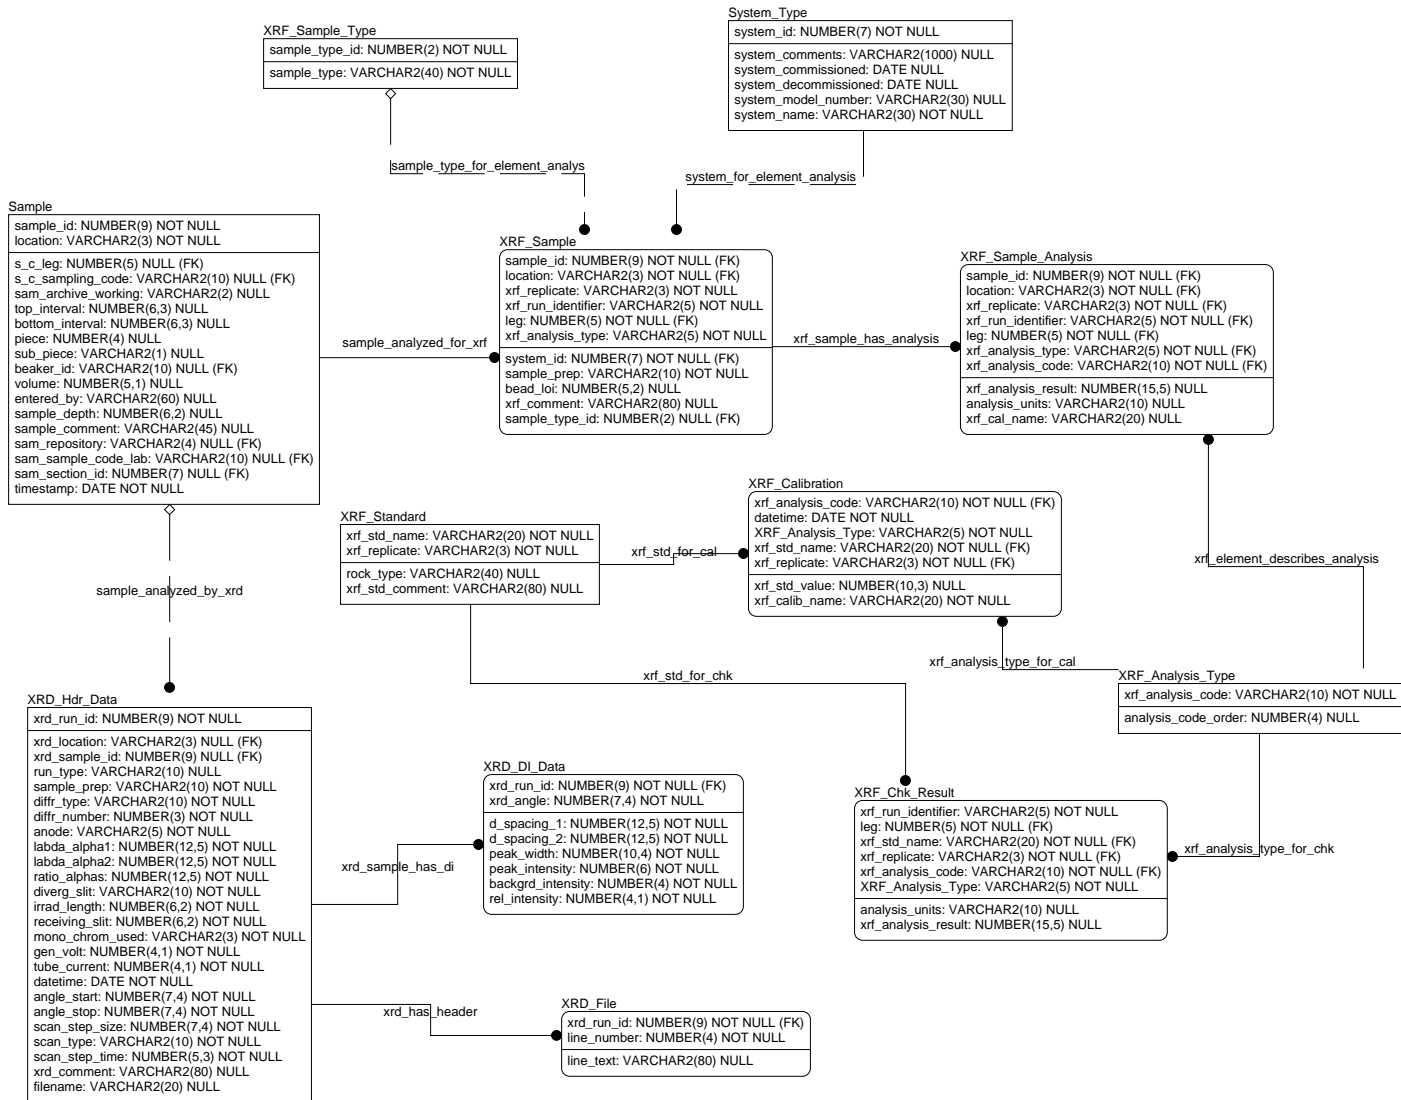 XRF_Sample_Type
sample_type_id: NUMBER(2) NOT NULL
sample_type: VARCHAR2(40) NOT NULL
System_Type
system_id: NUMBER(7) NOT NULL
system_comments: VARCHAR2(1000) NULL
system_commissioned: DATE NULL
system_decommissioned: DATE NULL
system_model_number: VARCHAR2(30) NULL
system_name: VARCHAR2(30) NOT NULL
sample_type_for_element_analys
system_for_element_analysis
Sample
sample_id: NUMBER(9) NOT NULL
location: VARCHAR2(3) NOT NULL
s_c_leg: NUMBER(5) NULL (FK)
s_c_sampling_code: VARCHAR2(10) NULL (FK)
sam_archive_working: VARCHAR2(2) NULL
top_interval: NUMBER(6,3) NULL
bottom_interval: NUMBER(6,3) NULL
piece: NUMBER(4) NULL
sub_piece: VARCHAR2(1) NULL
beaker_id: VARCHAR2(10) NULL (FK)
volume: NUMBER(5,1) NULL
entered_by: VARCHAR2(60) NULL
sample_depth: NUMBER(6,2) NULL
sample_comment: VARCHAR2(45) NULL
sam_repository: VARCHAR2(4) NULL (FK)
sam_sample_code_lab: VARCHAR2(10) NULL (FK)
sam_section_id: NUMBER(7) NULL (FK)
timestamp: DATE NOT NULL
sample_analyzed_for_xrf
XRF_Sample
sample_id: NUMBER(9) NOT NULL (FK)
location: VARCHAR2(3) NOT NULL (FK)
xrf_replicate: VARCHAR2(3) NOT NULL
xrf_run_identifier: VARCHAR2(5) NOT NULL
leg: NUMBER(5) NOT NULL (FK)
xrf_analysis_type: VARCHAR2(5) NOT NULL
system_id: NUMBER(7) NOT NULL (FK)
sample_prep: VARCHAR2(10) NOT NULL
bead_loi: NUMBER(5,2) NULL
xrf_comment: VARCHAR2(80) NULL
sample_type_id: NUMBER(2) NULL (FK)
xrf_sample_has_analysis
XRF_Sample_Analysis
sample_id: NUMBER(9) NOT NULL (FK)
location: VARCHAR2(3) NOT NULL (FK)
xrf_replicate: VARCHAR2(3) NOT NULL (FK)
xrf_run_identifier: VARCHAR2(5) NOT NULL (FK)
leg: NUMBER(5) NOT NULL (FK)
xrf_analysis_type: VARCHAR2(5) NOT NULL (FK)
xrf_analysis_code: VARCHAR2(10) NOT NULL (FK)
xrf_analysis_result: NUMBER(15,5) NULL
analysis_units: VARCHAR2(10) NULL
xrf_cal_name: VARCHAR2(20) NULL
XRF_Standard
xrf_std_name: VARCHAR2(20) NOT NULL
xrf_replicate: VARCHAR2(3) NOT NULL
rock_type: VARCHAR2(40) NULL
xrf_std_comment: VARCHAR2(80) NULL
xrf_std_for_cal
XRF_Calibration
xrf_analysis_code: VARCHAR2(10) NOT NULL (FK)
datetime: DATE NOT NULL
XRF_Analysis_Type: VARCHAR2(5) NOT NULL
xrf_std_name: VARCHAR2(20) NOT NULL (FK)
xrf_replicate: VARCHAR2(3) NOT NULL (FK)
xrf_std_value: NUMBER(10,3) NULL
xrf_calib_name: VARCHAR2(20) NOT NULL
xrf_element_describes_analysis
sample_analyzed_by_xrd
xrf_analysis_type_for_cal
xrf_std_for_chk
XRF_Analysis_Type
xrf_analysis_code: VARCHAR2(10) NOT NULL
analysis_code_order: NUMBER(4) NULL
XRD_Hdr_Data
xrd_run_id: NUMBER(9) NOT NULL
xrd_location: VARCHAR2(3) NULL (FK)
xrd_sample_id: NUMBER(9) NULL (FK)
run_type: VARCHAR2(10) NULL
sample_prep: VARCHAR2(10) NOT NULL
diffr_type: VARCHAR2(10) NOT NULL
diffr_number: NUMBER(3) NOT NULL
anode: VARCHAR2(5) NOT NULL
labda_alpha1: NUMBER(12,5) NOT NULL
labda_alpha2: NUMBER(12,5) NOT NULL
ratio_alphas: NUMBER(12,5) NOT NULL
diverg_slit: VARCHAR2(10) NOT NULL
irrad_length: NUMBER(6,2) NOT NULL
receiving_slit: NUMBER(6,2) NOT NULL
mono_chrom_used: VARCHAR2(3) NOT NULL
gen_volt: NUMBER(4,1) NOT NULL
tube_current: NUMBER(4,1) NOT NULL
datetime: DATE NOT NULL
angle_start: NUMBER(7,4) NOT NULL
angle_stop: NUMBER(7,4) NOT NULL
scan_step_size: NUMBER(7,4) NOT NULL
scan_type: VARCHAR2(10) NOT NULL
scan_step_time: NUMBER(5,3) NOT NULL
xrd_comment: VARCHAR2(80) NULL
filename: VARCHAR2(20) NULL
xrd_sample_has_di
XRD_DI_Data
xrd_run_id: NUMBER(9) NOT NULL (FK)
xrd_angle: NUMBER(7,4) NOT NULL
d_spacing_1: NUMBER(12,5) NOT NULL
d_spacing_2: NUMBER(12,5) NOT NULL
peak_width: NUMBER(10,4) NOT NULL
peak_intensity: NUMBER(6) NOT NULL
backgrd_intensity: NUMBER(4) NOT NULL
rel_intensity: NUMBER(4,1) NOT NULL
XRF_Chk_Result
xrf_run_identifier: VARCHAR2(5) NOT NULL
leg: NUMBER(5) NOT NULL (FK)
xrf_std_name: VARCHAR2(20) NOT NULL (FK)
xrf_replicate: VARCHAR2(3) NOT NULL (FK)
xrf_analysis_code: VARCHAR2(10) NOT NULL (FK)
XRF_Analysis_Type: VARCHAR2(5) NOT NULL
analysis_units: VARCHAR2(10) NULL
xrf_analysis_result: NUMBER(15,5) NULL
xrf_analysis_type_for_chk
xrd_has_header
XRD_File
xrd_run_id: NUMBER(9) NOT NULL (FK)
line_number: NUMBER(4) NOT NULL
line_text: VARCHAR2(80) NULL